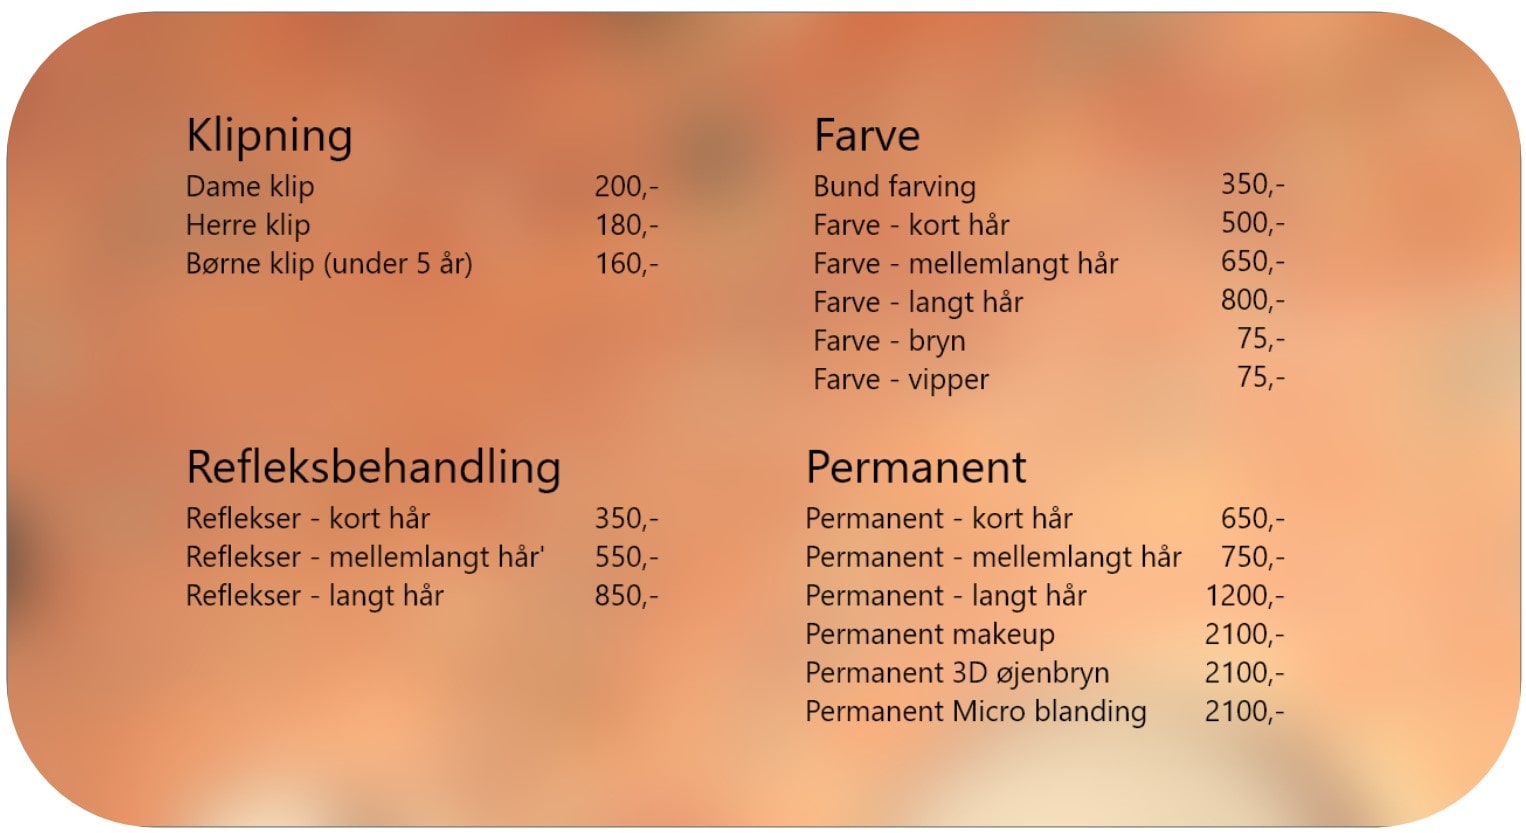 Klipning
Dame klip 200,-
Herre klip 180,-
Børne klip (under 5 år) 160,-
Farve
Bund farving 350,-
Farve - kort hår 500,-
Farve - mellemlangt hår 650,-
Farve - langt hår 800,-
Farve - bryn 75,-
Farve - vipper 75,-
Refleksbehandling
Reflekser - kort hår 350,-
Reflekser - mellemlangt hår' 550,-
Reflekser - langt hår 850,-
Permanent
Permanent - kort hår 650,-
Permanent - mellemlangt hår 750,-
Permanent - langt hår 1200,-
Permanent makeup 2100,-
Permanent 3D øjenbryn 2100,-
Permanent Micro blanding 2100,-